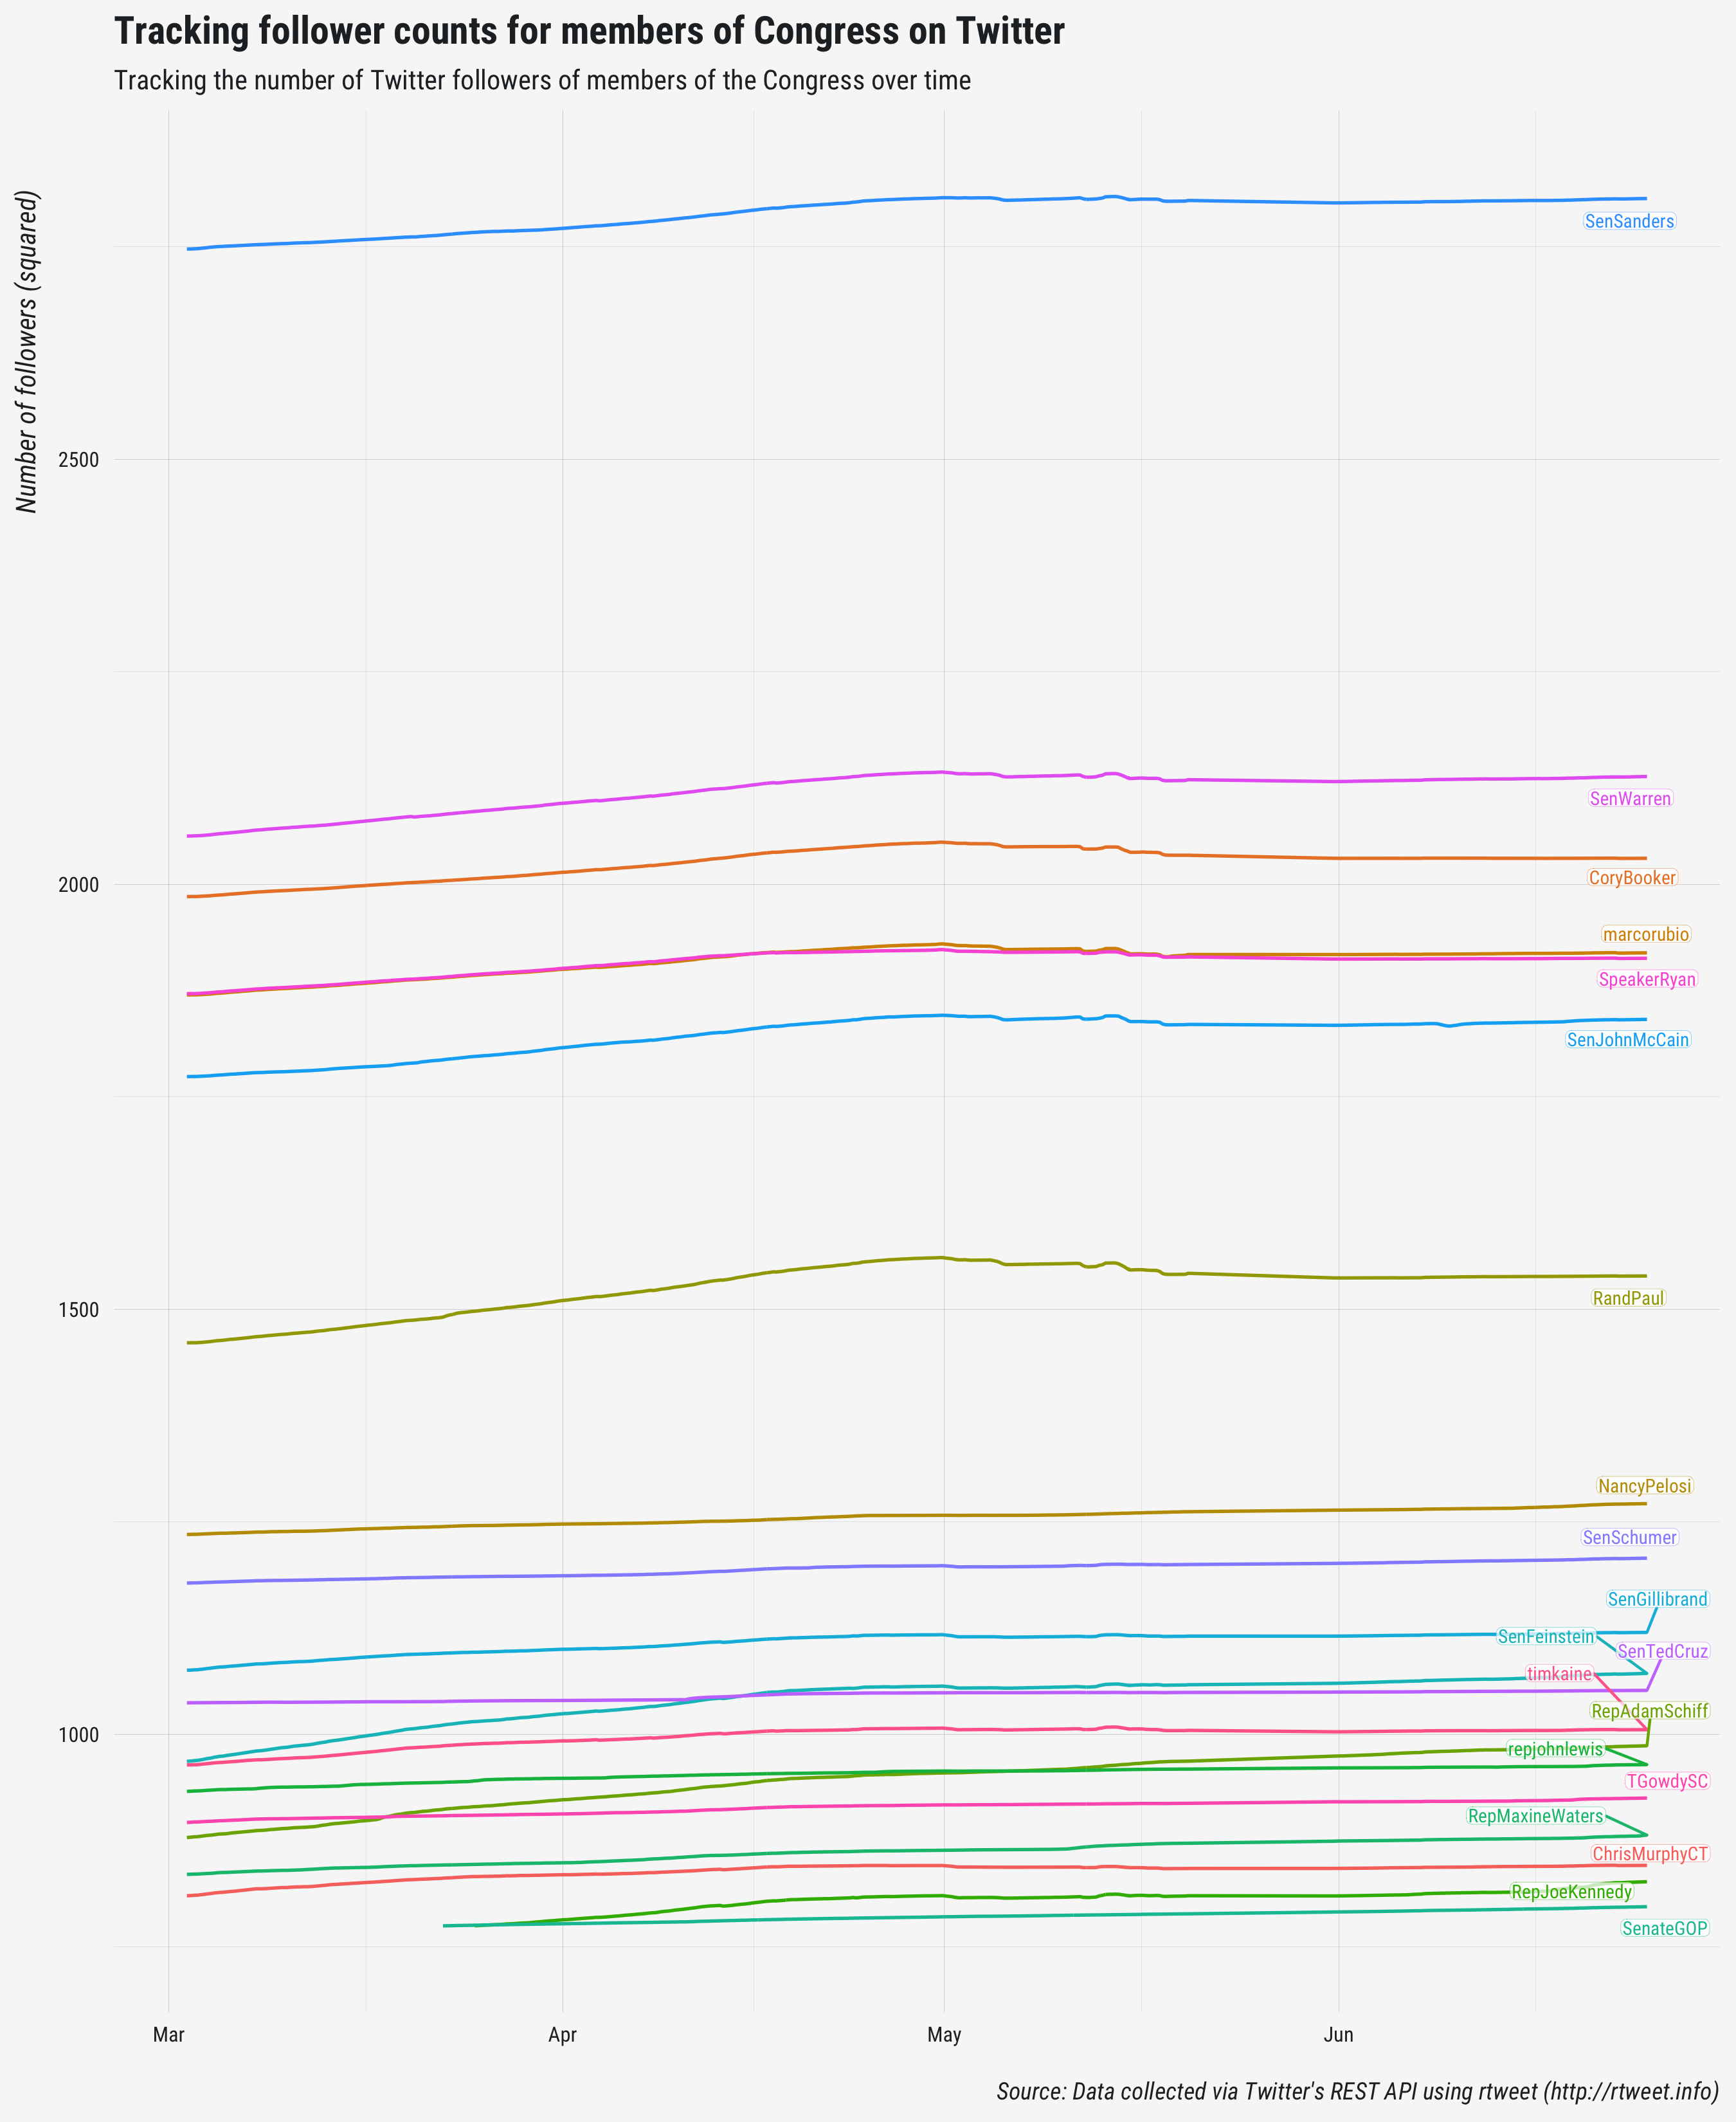 Tracking follower counts for members of Congress on Twitter
Tracking the number of Twitter followers of members of the Congress over time
Number of followers (squared)
SenSanders
2500
SenWarren
CoryBooker
2000
marcorubio
SpeakerRyan
SenJohnMcCain
RandPaul
1500
NancyPelosi
SenSchumer
SenGillibrand
SenFeinstein
SenTedCruz
timkaine
RepAdamSchiff
1000
repjohnlewis
TGowdySC
RepMaxineWaters
ChrisMurphyCT
RepJoeKennedy
SenateGOP
Mar Apr May Jun
Source: Data collected via Twitter's REST API using rtweet (http://rtweet.info)